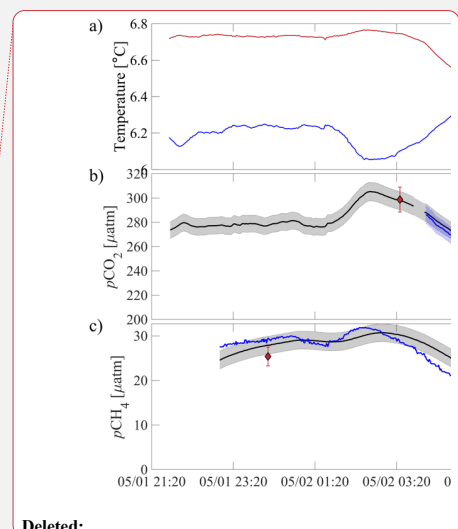 a)
Temperature [°C]
6.8
6.6
6.4
6.2
6
b)
pCO2 [µatm]
320
300
280
260
240
220
200
c)
pCH4 [µatm]
30
20
10
0
05/01 21:20 05/01 23:20 05/02 01:20 05/02 03:20 0
Deleted: